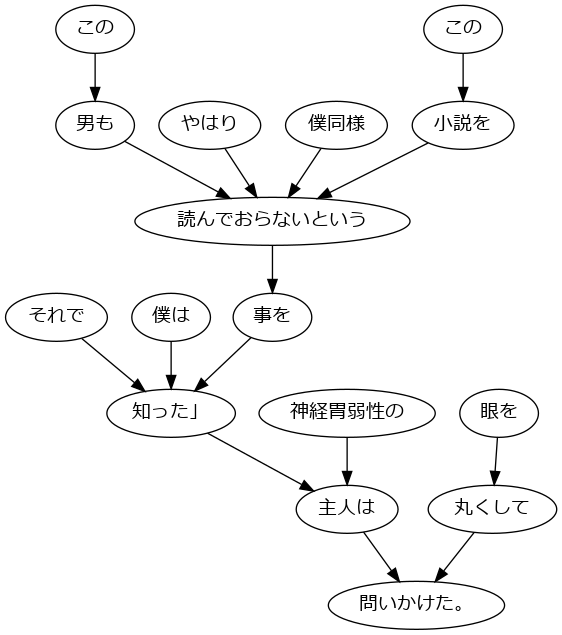 この
この
男も
やはり
僕同様
小説を
読んでおらないという
それで
僕は
事を
知った」
神経胃弱性の
眼を
主人は
丸くして
問いかけた。